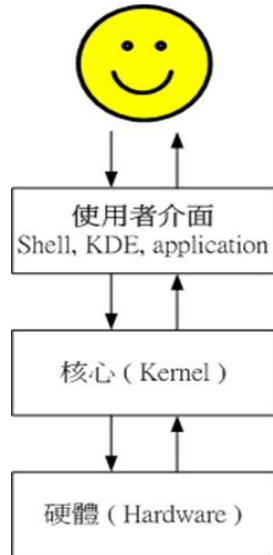 使用者介面
Shell, KDE, application
核心 ( Kernel )
硬體 ( Hardware )